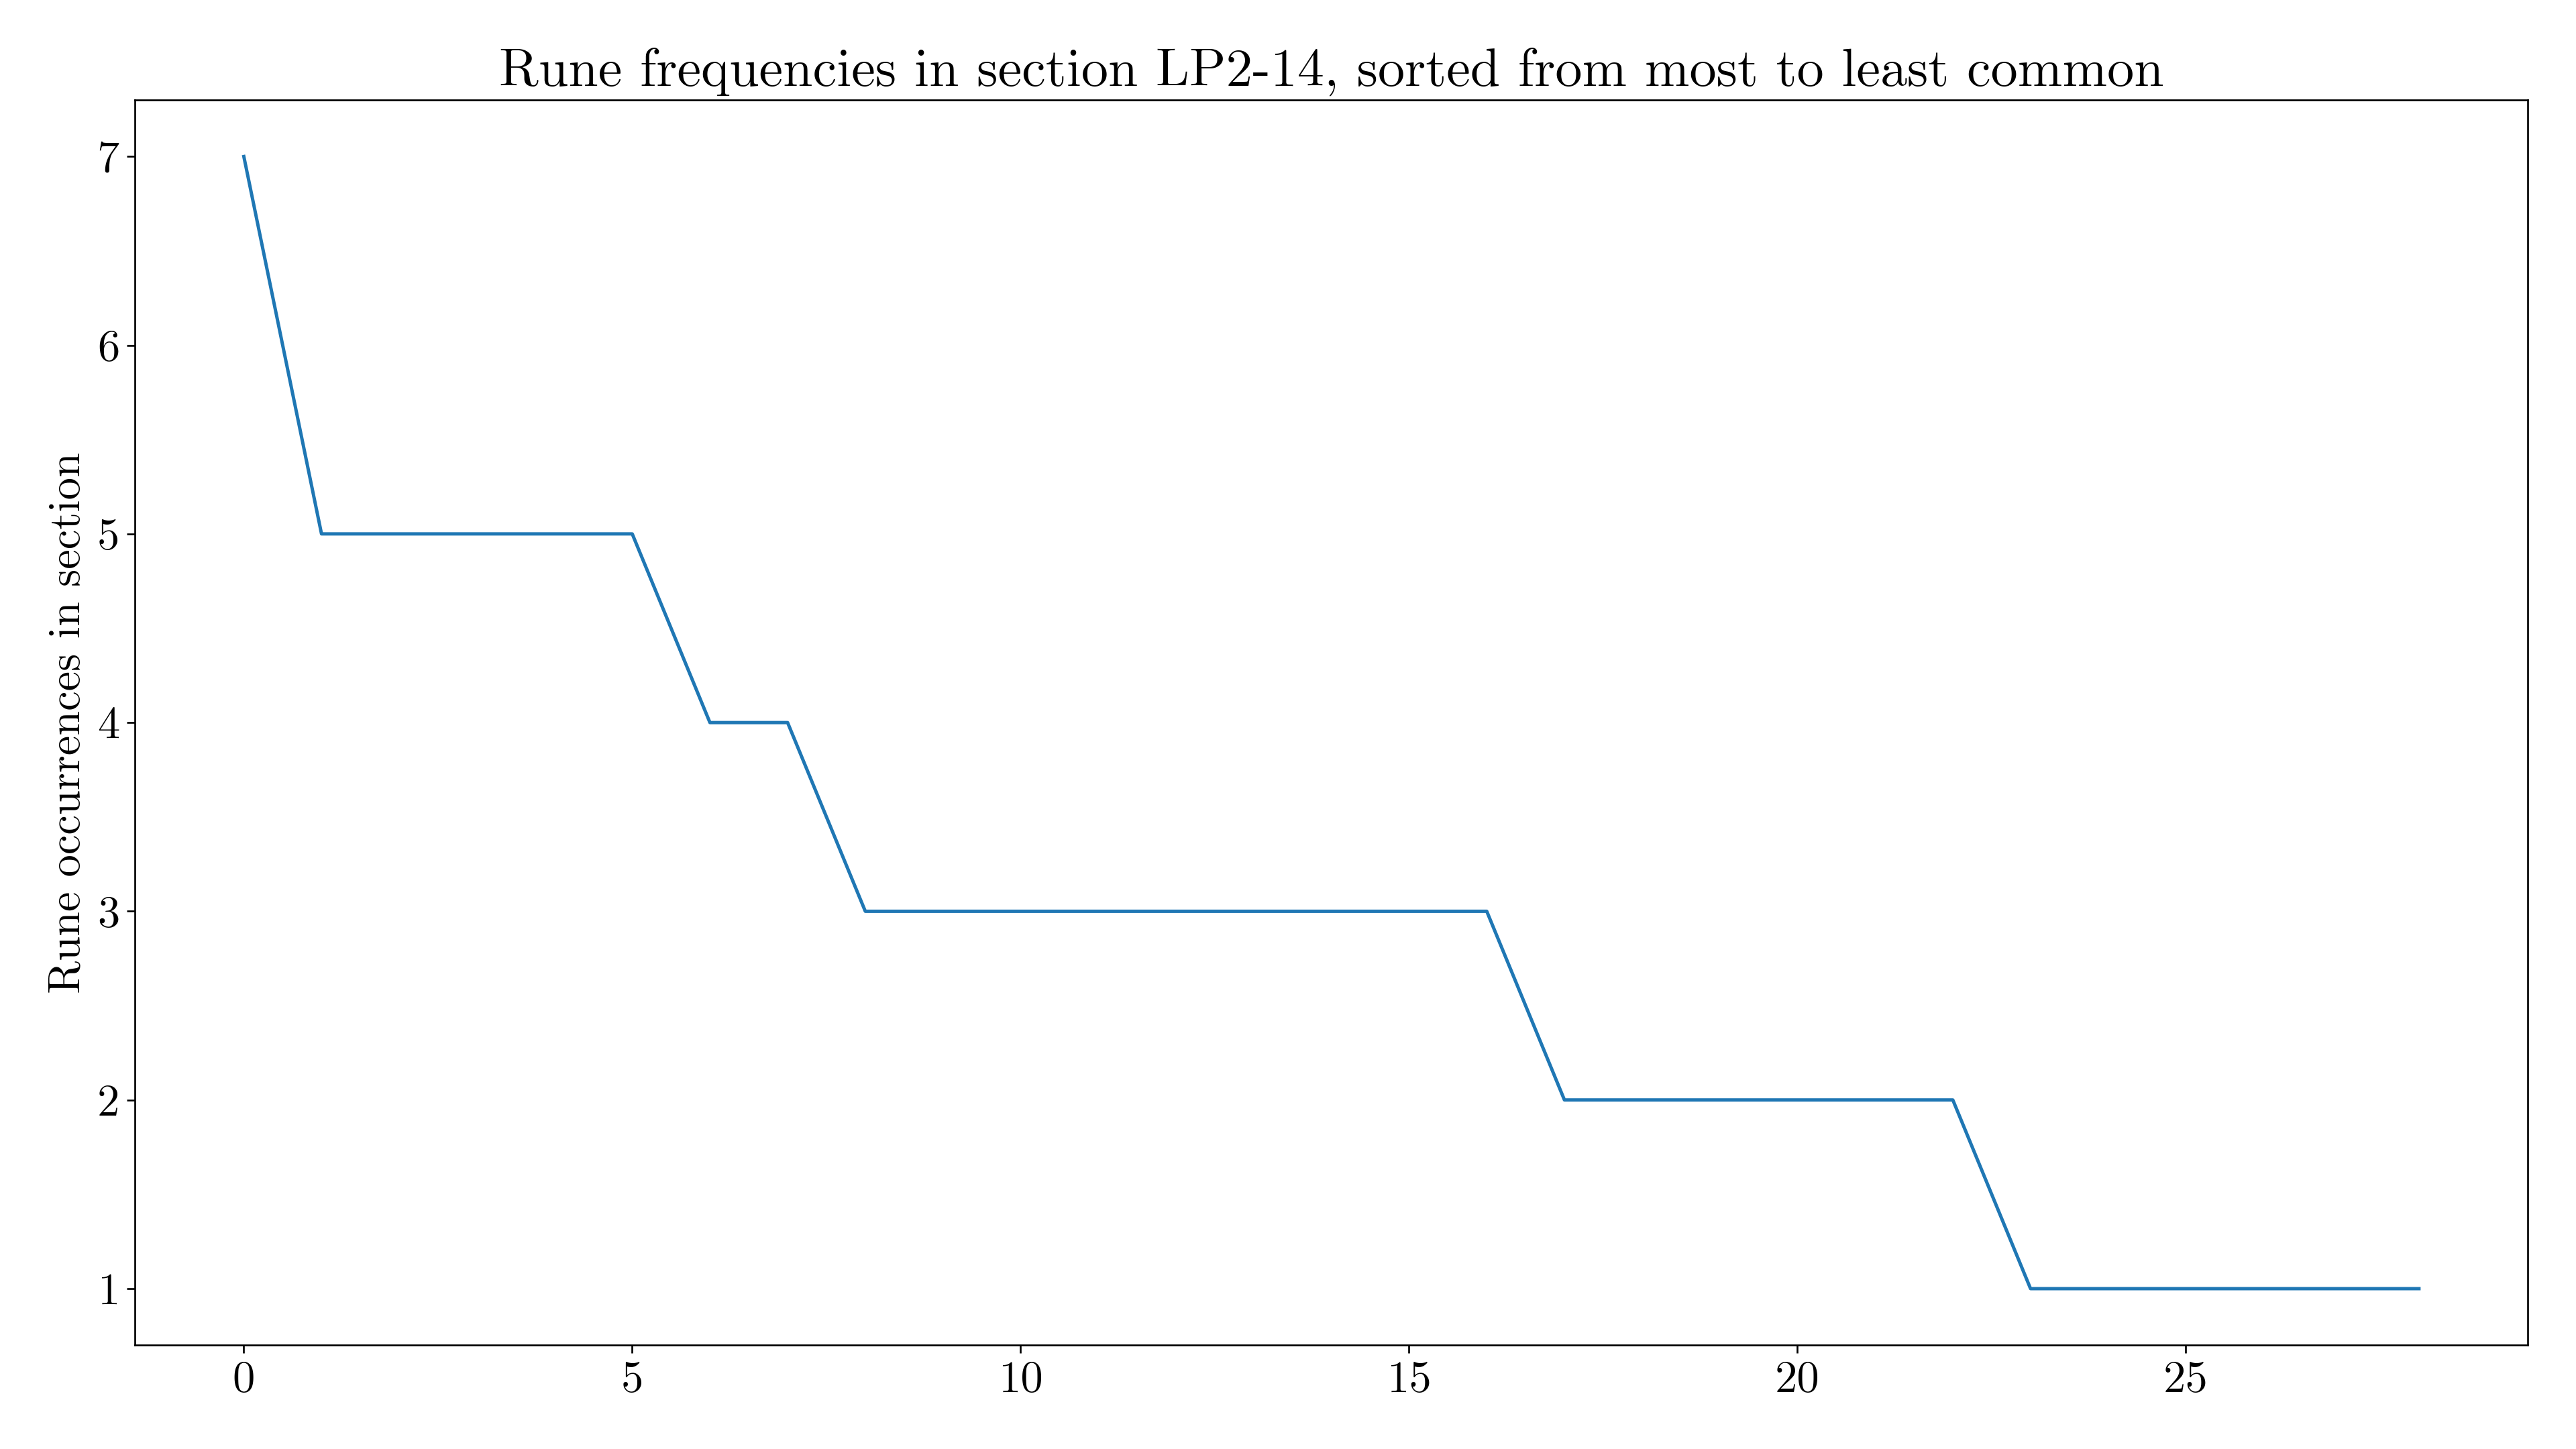 Rune frequencies in section LP2-14, sorted from most to least common
Rune occurrences in section
7
6
5
4
3
2
1
0 5 10 15 20 25